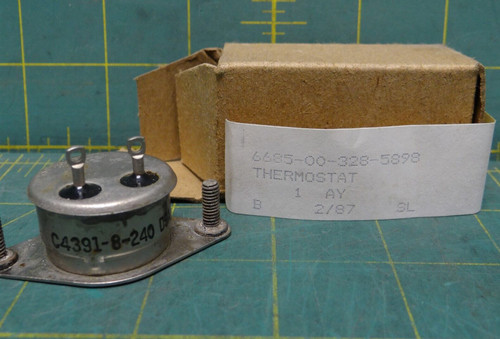 6685-00-328-5898
THERMOSTAT
1 AY
B 2/87 SL
C4391-8-240